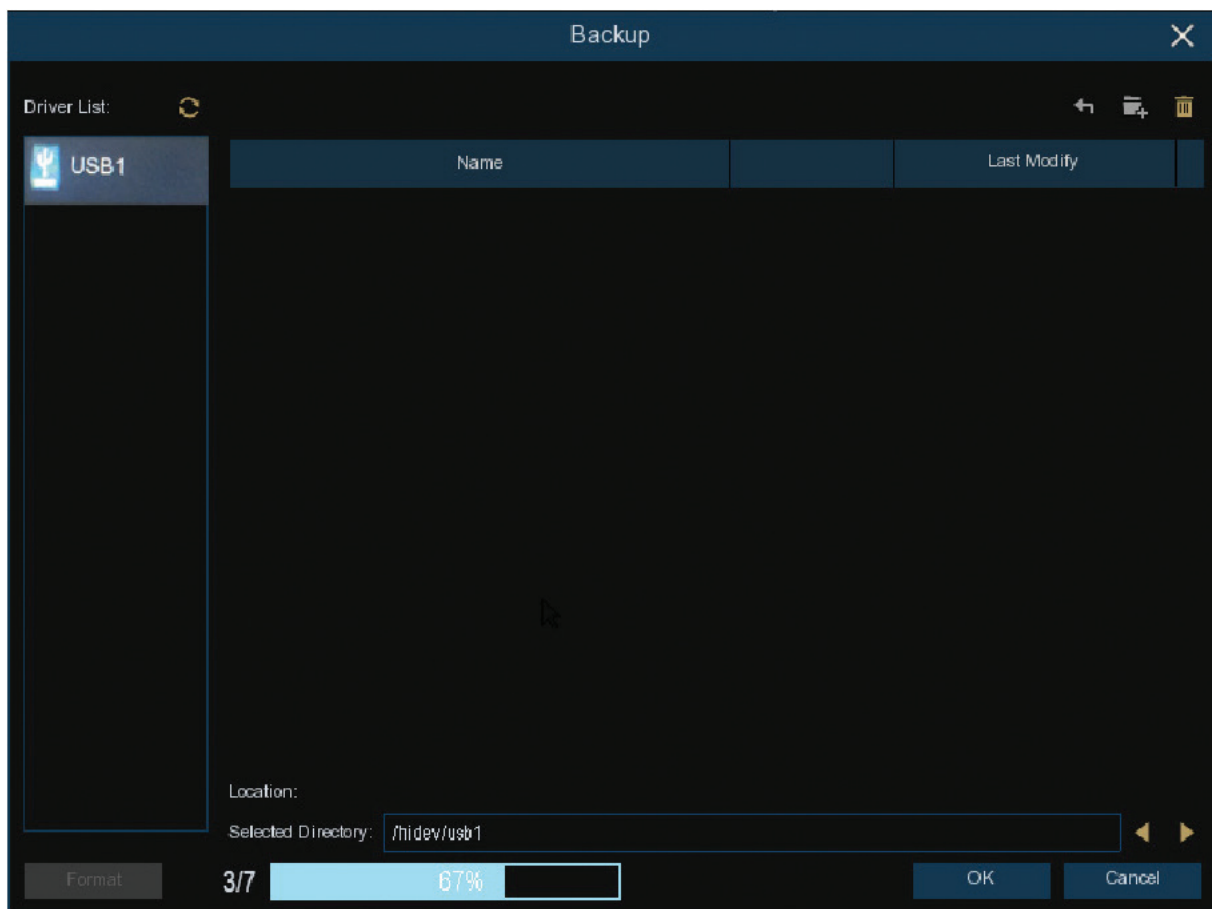 Backup
Driver List:
USB1
Name
Last Modify
Location:
Selected Directory: /hidev/usb1
Format
3/7
67%
OK
Cancel